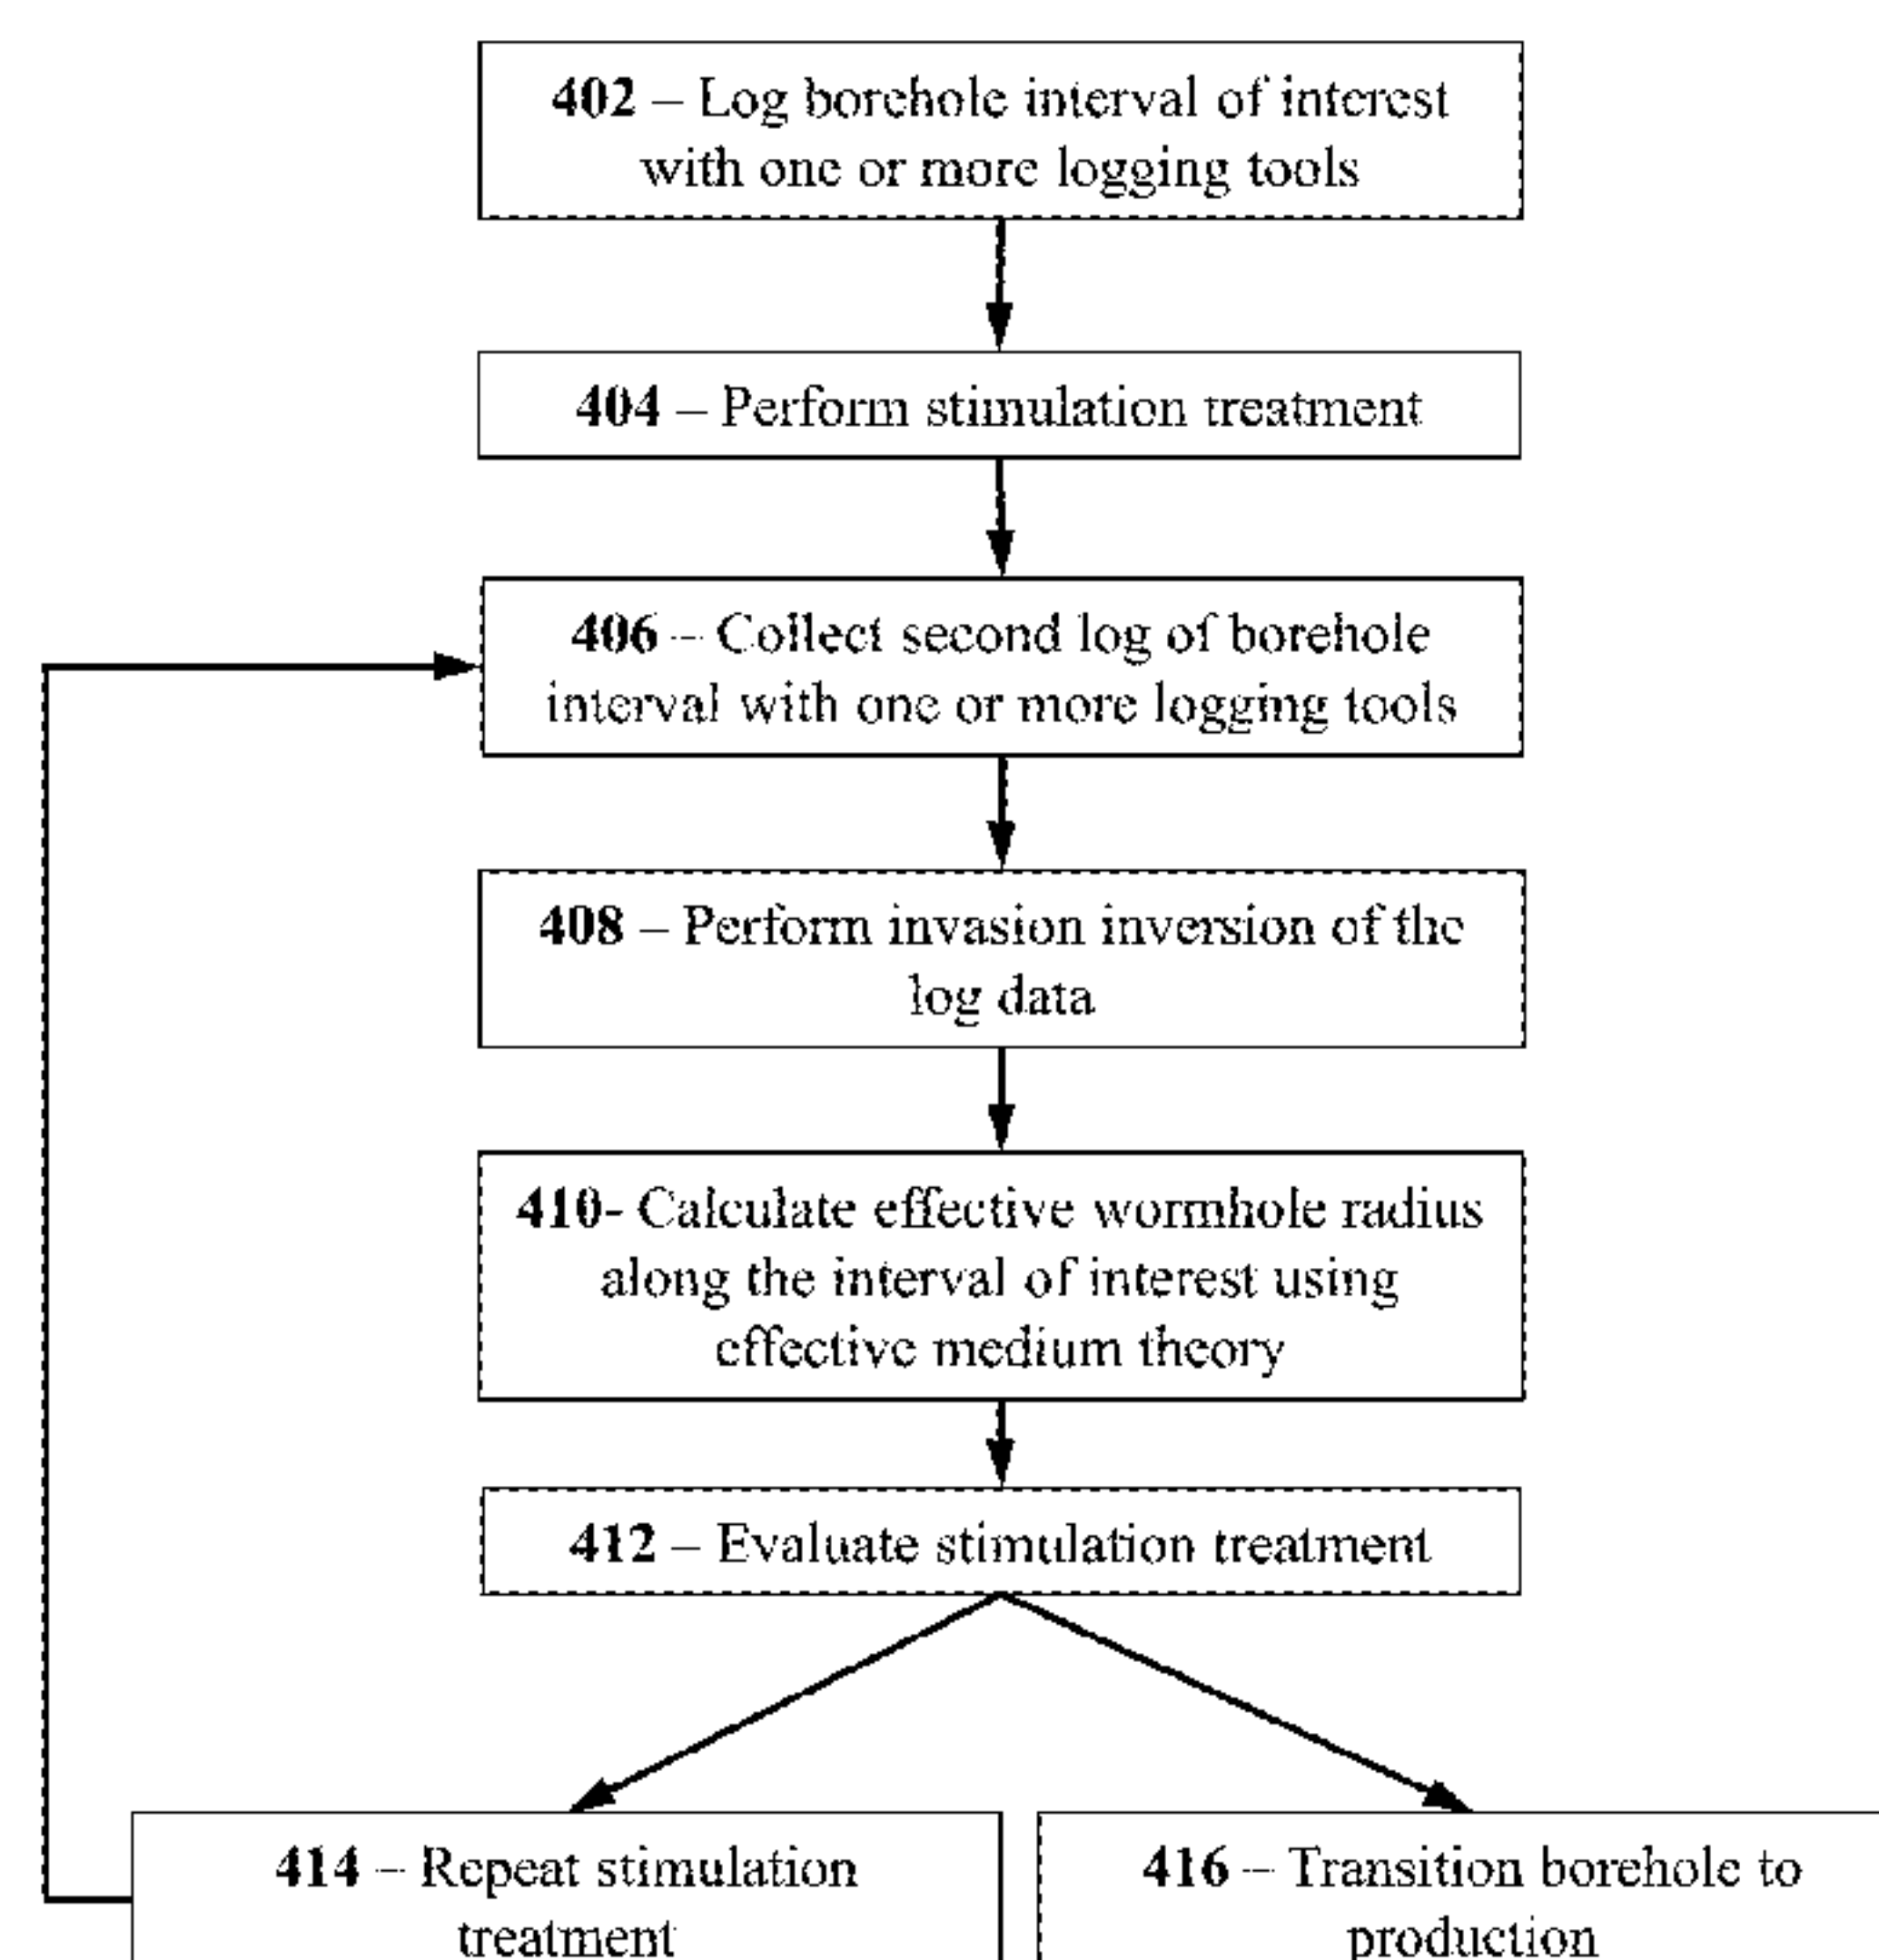 402 – Log borehole interval of interest
with one or more logging tools
404 – Perform stimulation treatment
406 – Collect second log of borehole
interval with one or more logging tools
408 – Perform invasion inversion of the
log data
410- Calculate effective wormhole radius
along the interval of interest using
effective medium theory
412 – Evaluate stimulation treatment
414 – Repeat stimulation
treatment
416 – Transition borehole to
production